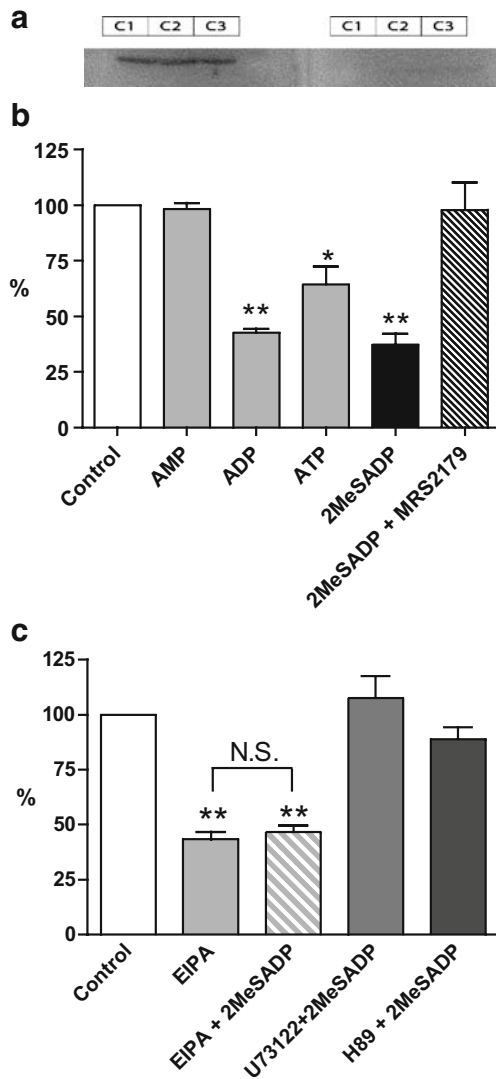 a
C1 C2 C3 C1 C2 C3
b
125
100
75
50
25
0
%
**
*
**
Control
AMP
ADP
ATP
2MeSADP
2MeSADP + MRS2179
c
125
100
75
50
25
0
%
N.S.
**
**
Control
EIPA
EIPA + 2MeSADP
U73122+2MeSADP
H89 + 2MeSADP